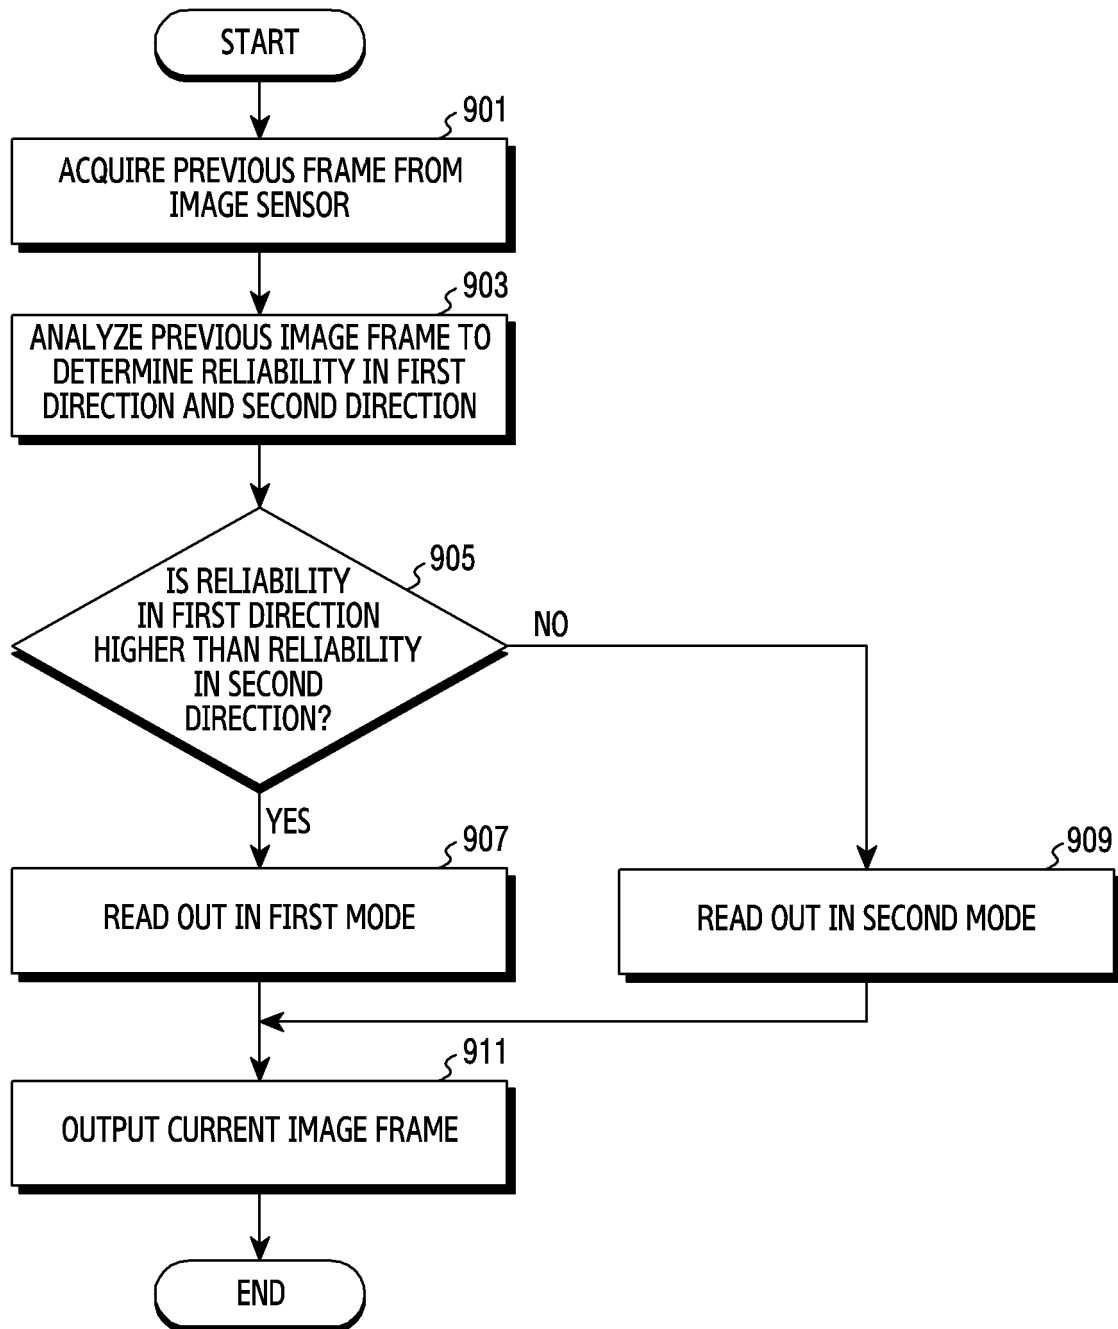 START
901
ACQUIRE PREVIOUS FRAME FROM
IMAGE SENSOR
903
ANALYZE PREVIOUS IMAGE FRAME TO
DETERMINE RELIABILITY IN FIRST
DIRECTION AND SECOND DIRECTION
905
IS RELIABILITY
IN FIRST DIRECTION
HIGHER THAN RELIABILITY
IN SECOND
DIRECTION?
NO
YES
907
READ OUT IN FIRST MODE
909
READ OUT IN SECOND MODE
911
OUTPUT CURRENT IMAGE FRAME
END